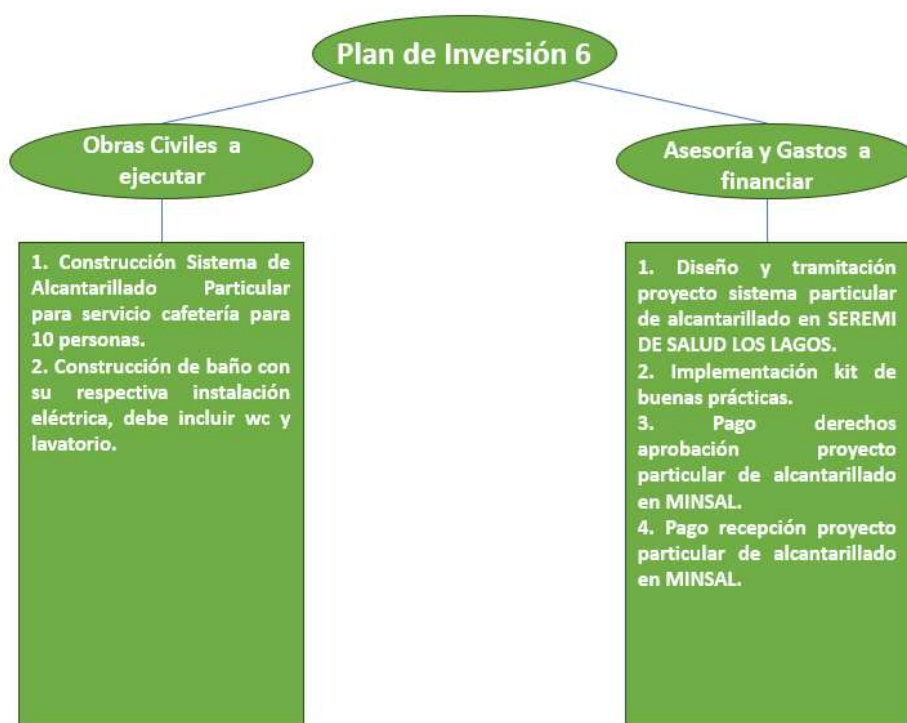 Plan de Inversión 6
Obras Civiles a
ejecutar
1. Construcción Sistema de
Alcantarillado Particular
para servicio cafetería para
10 personas.
2. Construcción de baño con
su respectiva instalación
eléctrica, debe incluir wc y
lavatorio.
Asesoría y Gastos a
financiar
1. Diseño y tramitación
proyecto sistema particular
de alcantarillado en SEREMI
DE SALUD LOS LAGOS.
2. Implementación kit de
buenas prácticas.
3. Pago derechos
aprobación proyecto
particular de alcantarillado
en MINSAL.
4. Pago recepción proyecto
particular de alcantarillado
en MINSAL.